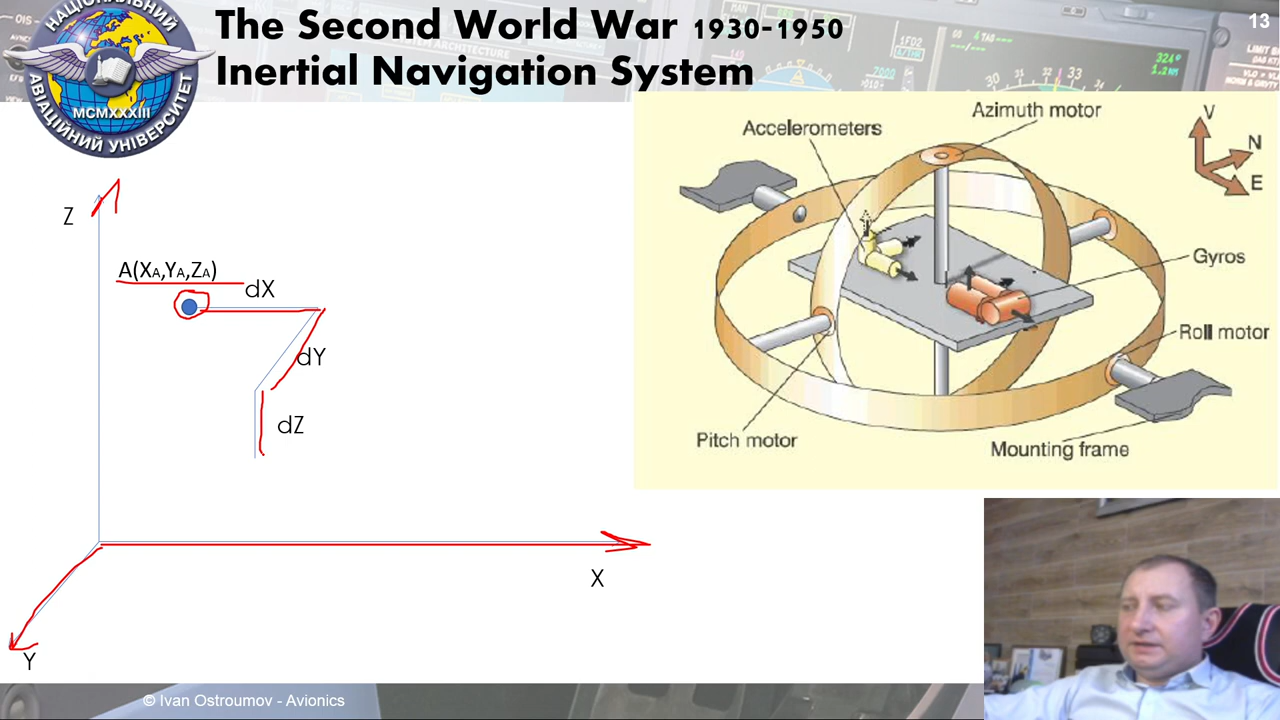 НАЦІОНАЛЬНИЙ
АВІАЦІЙНИЙ УНІВЕРСИТЕТ
MCMXXXIII
The Second World War 1930-1950
Inertial Navigation System
13
Z
A(XA,YA,ZA)
dX
dY
dZ
X
Y
Accelerometers
Azimuth motor
V
N
E
Gyros
Roll motor
Pitch motor
Mounting frame
© Ivan Ostroumov - Avionics